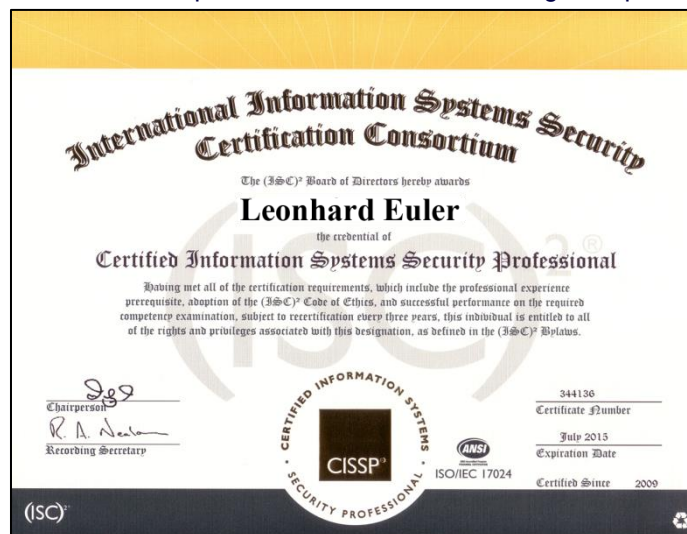 International Information Systems Security
Certification Consortium
The (ISC)² Board of Directors hereby awards
Leonhard Euler
the credential of
Certified Information Systems Security Professional
Having met all of the certification requirements, which include the professional experience
prerequisite, adoption of the (ISC)² Code of Ethics, and successful performance on the required
competency examination, subject to recertification every three years, this individual is entitled to all
of the rights and privileges associated with this designation, as defined in the (ISC)² Bylaws.
(ISC)²®
Chairperson
R. A.
Recording Secretary
CERTIFIED INFORMATION SYSTEMS
SECURITY PROFESSIONAL
CISSP
ANSI
ISO/IEC 17024
344136
Certificate Number
July 2015
Expiration Date
Certified Since 2009
(ISC)²